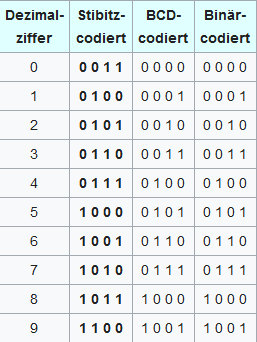 Dezimal- Stibitz- BCD- Binär-
ziffer codiert codiert codiert
0 0 0 1 1 0 0 0 0 0 0 0 0
1 0 1 0 0 0 0 0 1 0 0 0 1
2 0 1 0 1 0 0 1 0 0 0 1 0
3 0 1 1 0 0 0 1 1 0 0 1 1
4 0 1 1 1 0 1 0 0 0 1 0 0
5 1 0 0 0 0 1 0 1 0 1 0 1
6 1 0 0 1 0 1 1 0 0 1 1 0
7 1 0 1 0 0 1 1 1 0 1 1 1
8 1 0 1 1 1 0 0 0 1 0 0 0
9 1 1 0 0 1 0 0 1 1 0 0 1